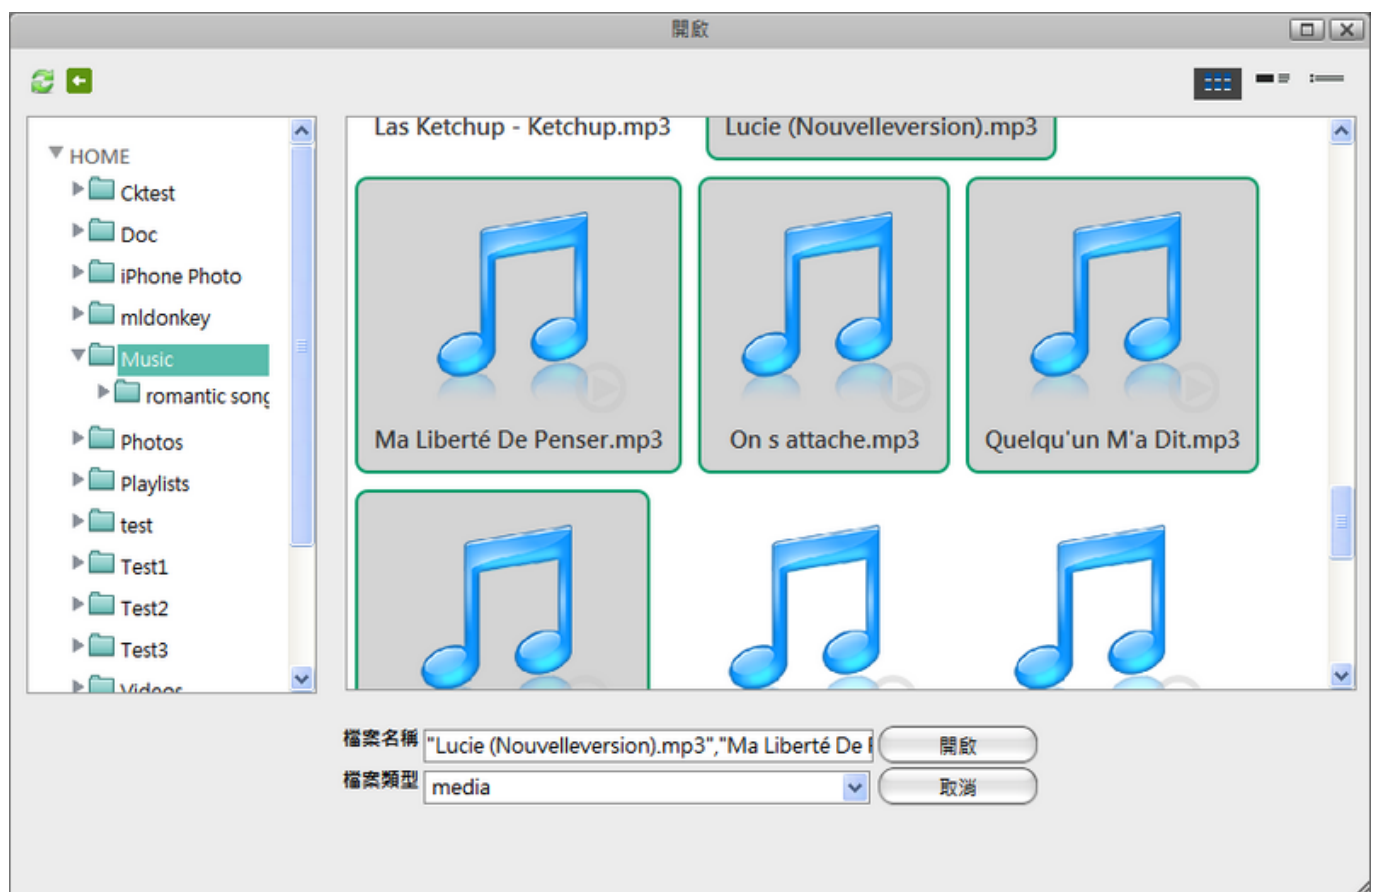 開啟
HOME
Cktest
Doc
iPhone Photo
mldonkey
Music
romantic song
Photos
Playlists
test
Test1
Test2
Test3
Videos
Las Ketchup - Ketchup.mp3
Lucie (Nouvelleversion).mp3
Ma Liberté De Penser.mp3
On s attache.mp3
Quelqu'un M'a Dit.mp3
檔案名稱
"Lucie (Nouvelleversion).mp3","Ma Liberté De
開啟
檔案類型
media
取消